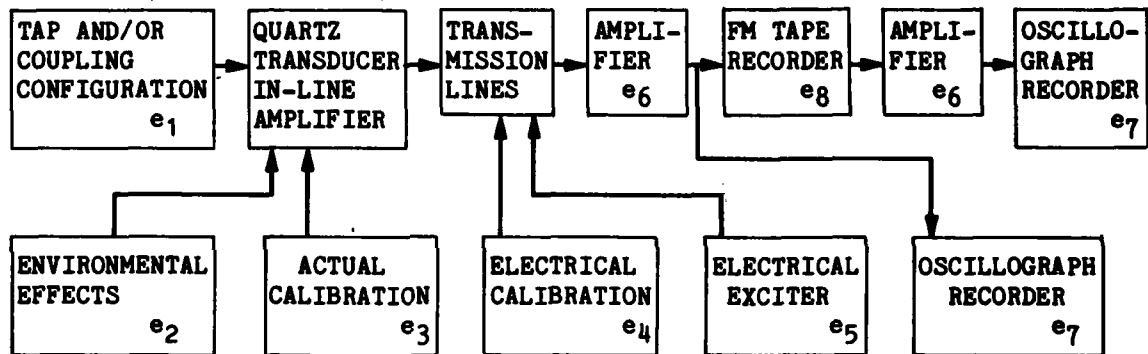 TAP AND/OR
COUPLING
CONFIGURATION
e1
QUARTZ
TRANSDUCER
IN-LINE
AMPLIFIER
TRANS-
MISSION
LINES
AMPLI-
FIER
e6
FM TAPE
RECORDER
e8
AMPLI-
FIER
e6
OSCILLO-
GRAPH
RECORDER
e7
ENVIRONMENTAL
EFFECTS
e2
ACTUAL
CALIBRATION
e3
ELECTRICAL
CALIBRATION
e4
ELECTRICAL
EXCITER
e5
OSCILLOGRAPH
RECORDER
e7